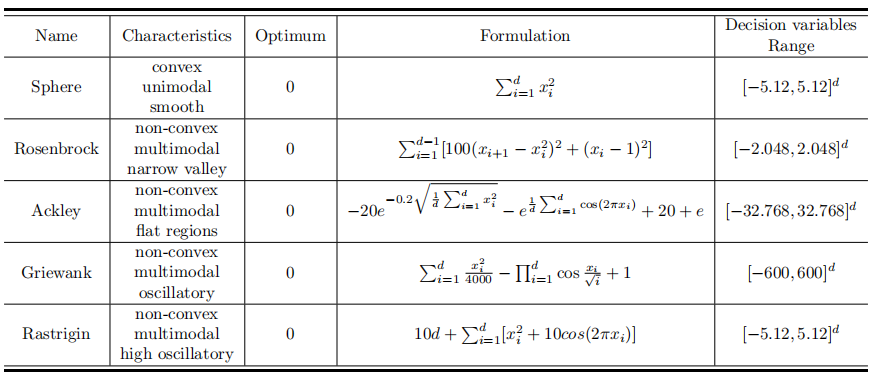 Name | Characteristics | Optimum | Formulation | Decision variables Range
Sphere | convex unimodal smooth | 0 | $\sum_{i=1}^{d} x_i^2$ | $[-5.12, 5.12]^d$
Rosenbrock | non-convex multimodal narrow valley | 0 | $\sum_{i=1}^{d-1}[100(x_{i+1} - x_i^2)^2 + (x_i - 1)^2]$ | $[-2.048, 2.048]^d$
Ackley | non-convex multimodal flat regions | 0 | $-20e^{-0.2\sqrt{\frac{1}{d}\sum_{i=1}^{d} x_i^2}} - e^{\frac{1}{d}\sum_{i=1}^{d} \cos(2\pi x_i)} + 20 + e$ | $[-32.768, 32.768]^d$
Griewank | non-convex multimodal oscillatory | 0 | $\sum_{i=1}^{d} \frac{x_i^2}{4000} - \prod_{i=1}^{d} \cos\frac{x_i}{\sqrt{i}} + 1$ | $[-600, 600]^d$
Rastrigin | non-convex multimodal high oscillatory | 0 | $10d + \sum_{i=1}^{d}[x_i^2 + 10cos(2\pi x_i)]$ | $[-5.12, 5.12]^d$